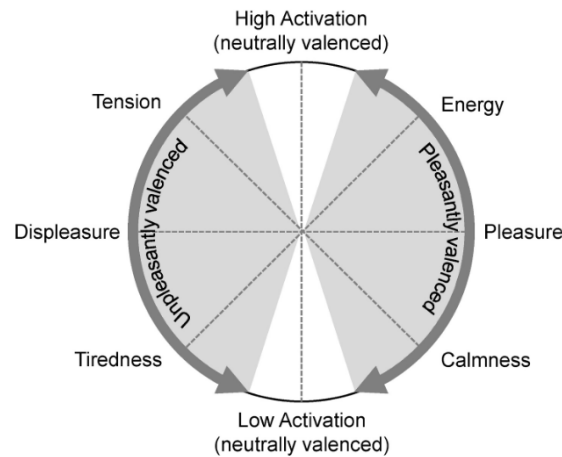 High Activation
(neutrally valenced)
Tension
Energy
Unpleasantly valenced
Pleasantly valenced
Displeasure
Pleasure
Tiredness
Calmness
Low Activation
(neutrally valenced)